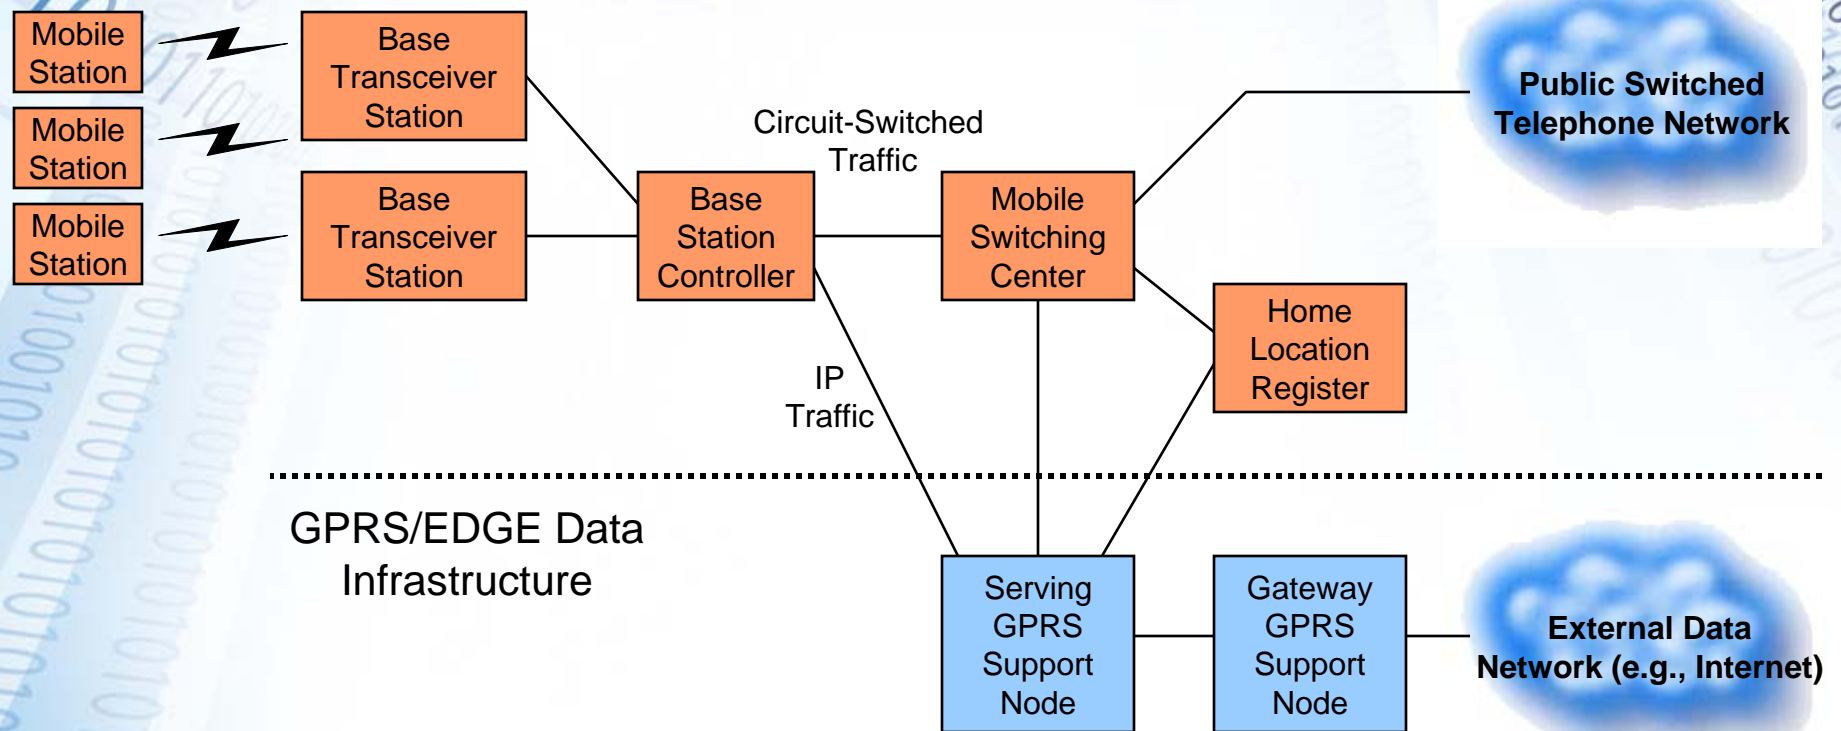 Mobile
Station
Mobile
Station
Mobile
Station
Base
Transceiver
Station
Base
Transceiver
Station
Circuit-Switched
Traffic
Base
Station
Controller
Mobile
Switching
Center
Public Switched
Telephone Network
Home
Location
Register
IP
Traffic
GPRS/EDGE Data
Infrastructure
Serving
GPRS
Support
Node
Gateway
GPRS
Support
Node
External Data
Network (e.g., Internet)